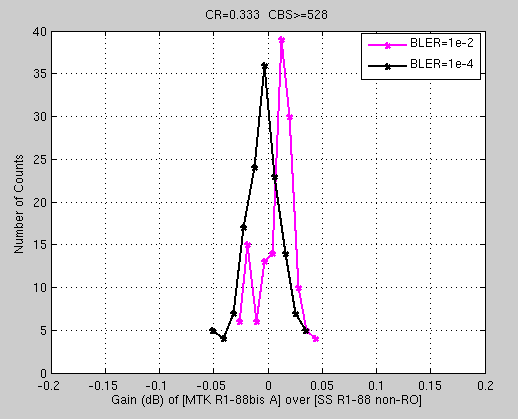 CR=0.333 CBS>=528
BLER=1e-2
BLER=1e-4
Number of Counts
40
35
30
25
20
15
10
5
0
-0.2 -0.15 -0.1 -0.05 0 0.05 0.1 0.15 0.2
Gain (dB) of [MTK R1-88bis A] over [SS R1-88 non-RO]